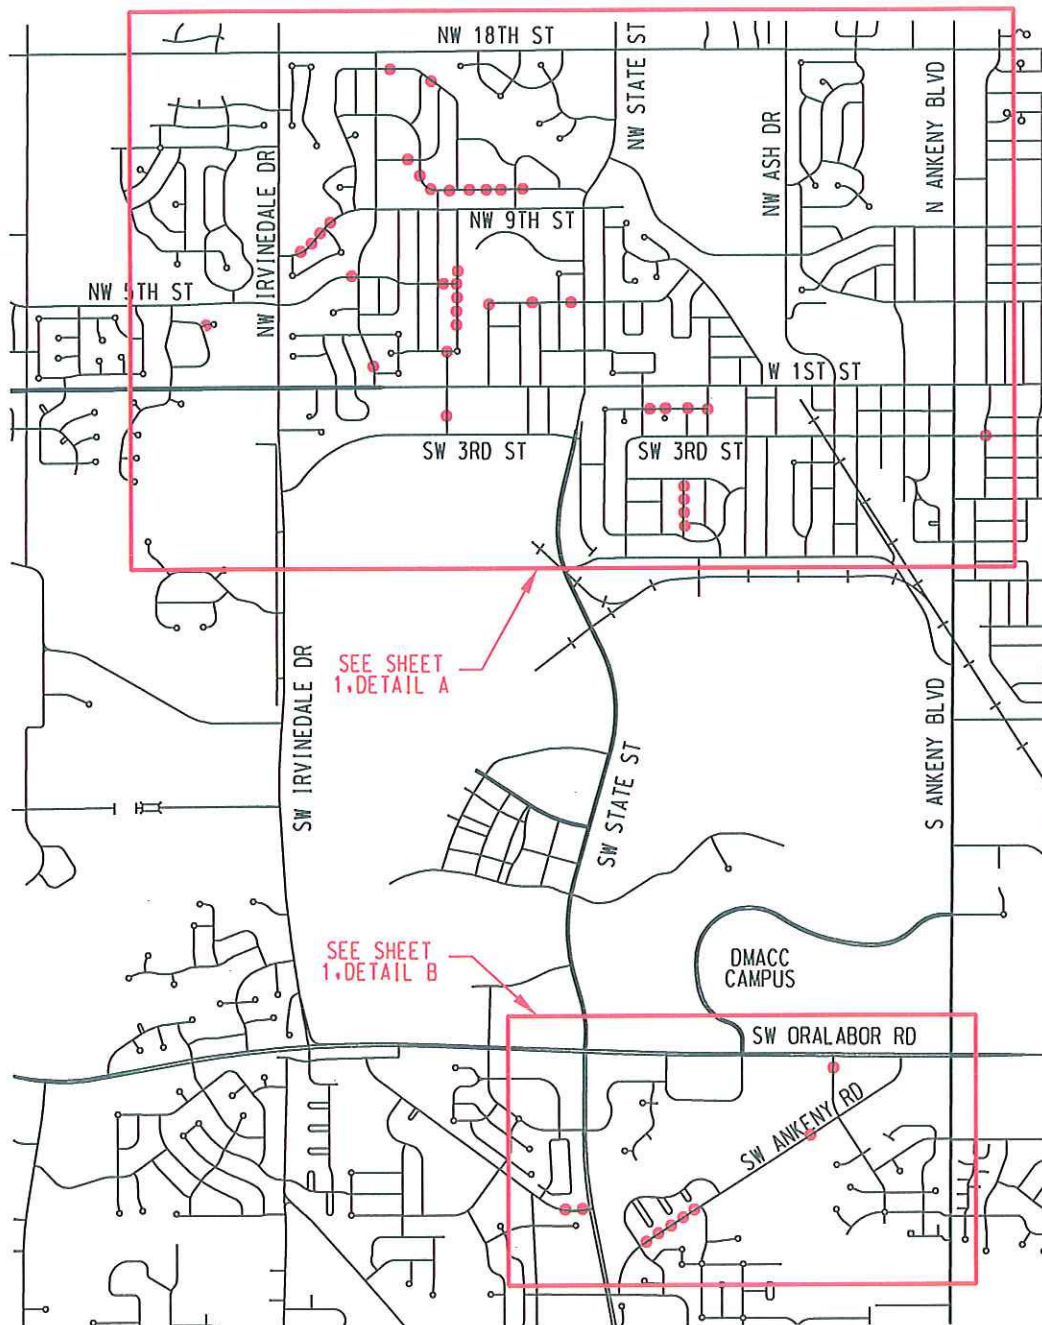 NW 18TH ST
NW STATE ST
NW ASH DR
N ANKENY BLVD
NW IRVINEDALE DR
NW 9TH ST
NW 5TH ST
W 1ST ST
SW 3RD ST
SW 3RD ST
SEE SHEET
1,DETAIL A
SW IRVINEDALE DR
SW STATE ST
S ANKENY BLVD
SEE SHEET
1,DETAIL B
DMACC
CAMPUS
SW ORALABOR RD
SW ANKENY RD